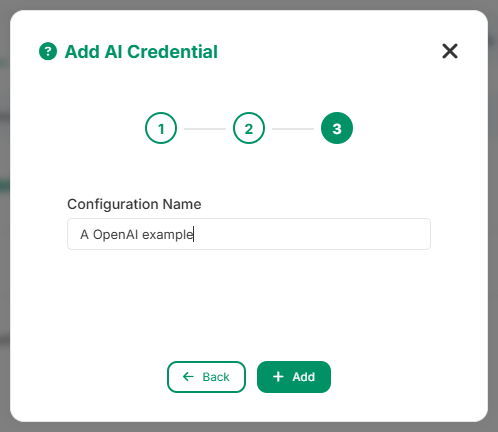 ? Add AI Credential
1 2 3
Configuration Name
A OpenAI example
Back Add